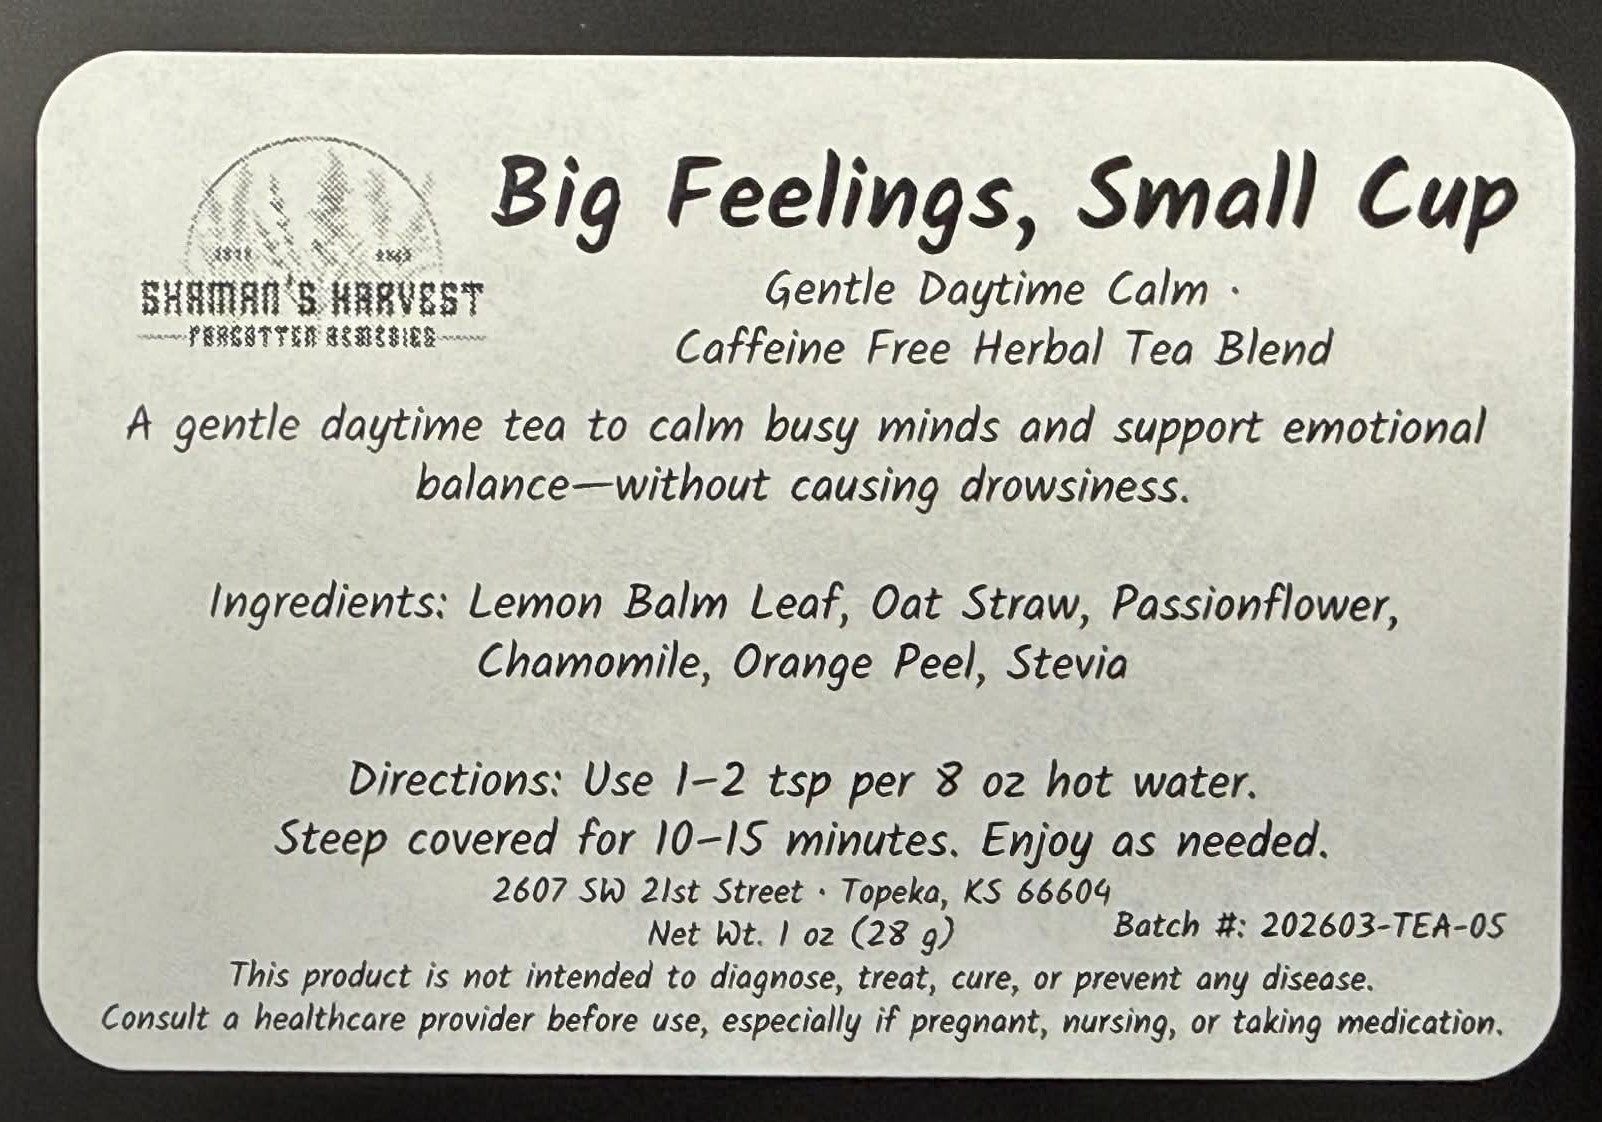 Big Feelings, Small Cup
SHAMAN'S HARVEST
FORGOTTEN REMEDIES
Gentle Daytime Calm ·
Caffeine Free Herbal Tea Blend
A gentle daytime tea to calm busy minds and support emotional
balance—without causing drowsiness.
Ingredients: Lemon Balm Leaf, Oat Straw, Passionflower,
Chamomile, Orange Peel, Stevia
Directions: Use 1–2 tsp per 8 oz hot water.
Steep covered for 10–15 minutes. Enjoy as needed.
2607 SW 21st Street · Topeka, KS 66604
Net Wt. 1 oz (28 g)
Batch #: 202603-TEA-05
This product is not intended to diagnose, treat, cure, or prevent any disease.
Consult a healthcare provider before use, especially if pregnant, nursing, or taking medication.